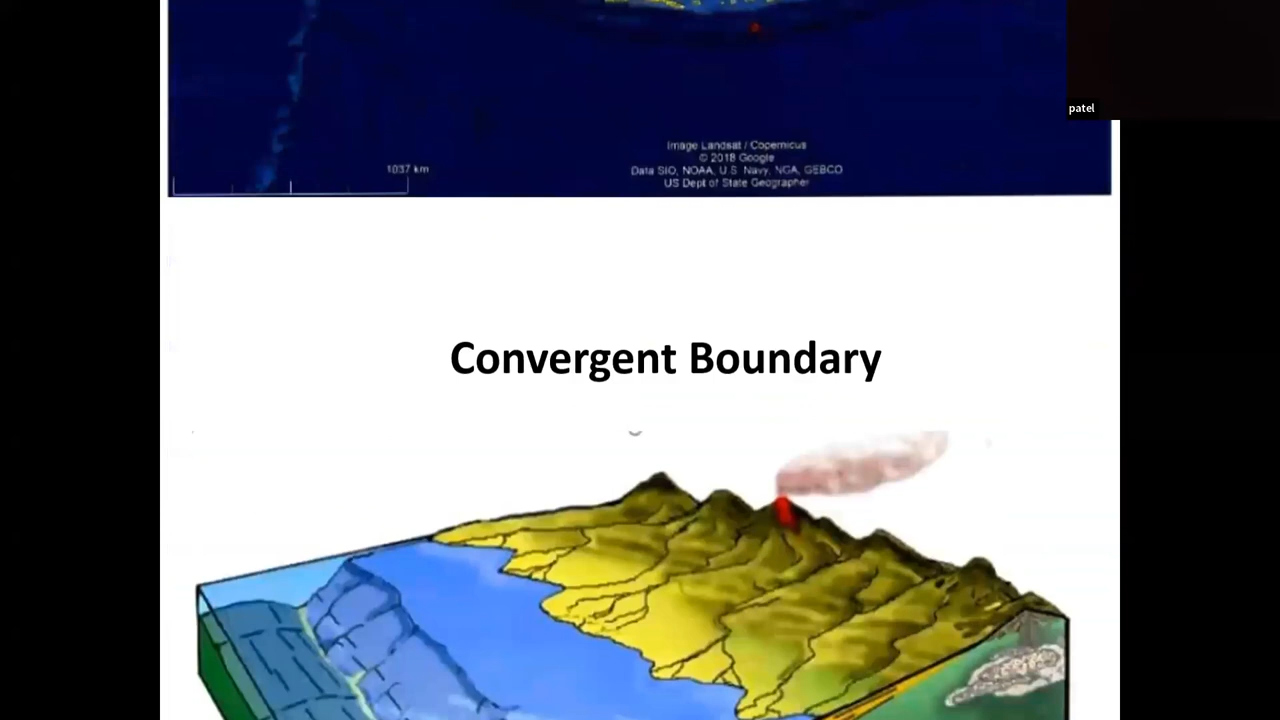 patel
Image Landsat / Copernicus
© 2018 Google
1037 km
Data SIO, NOAA, U.S. Navy, NGA, GEBCO
US Dept of State Geographer
Convergent Boundary